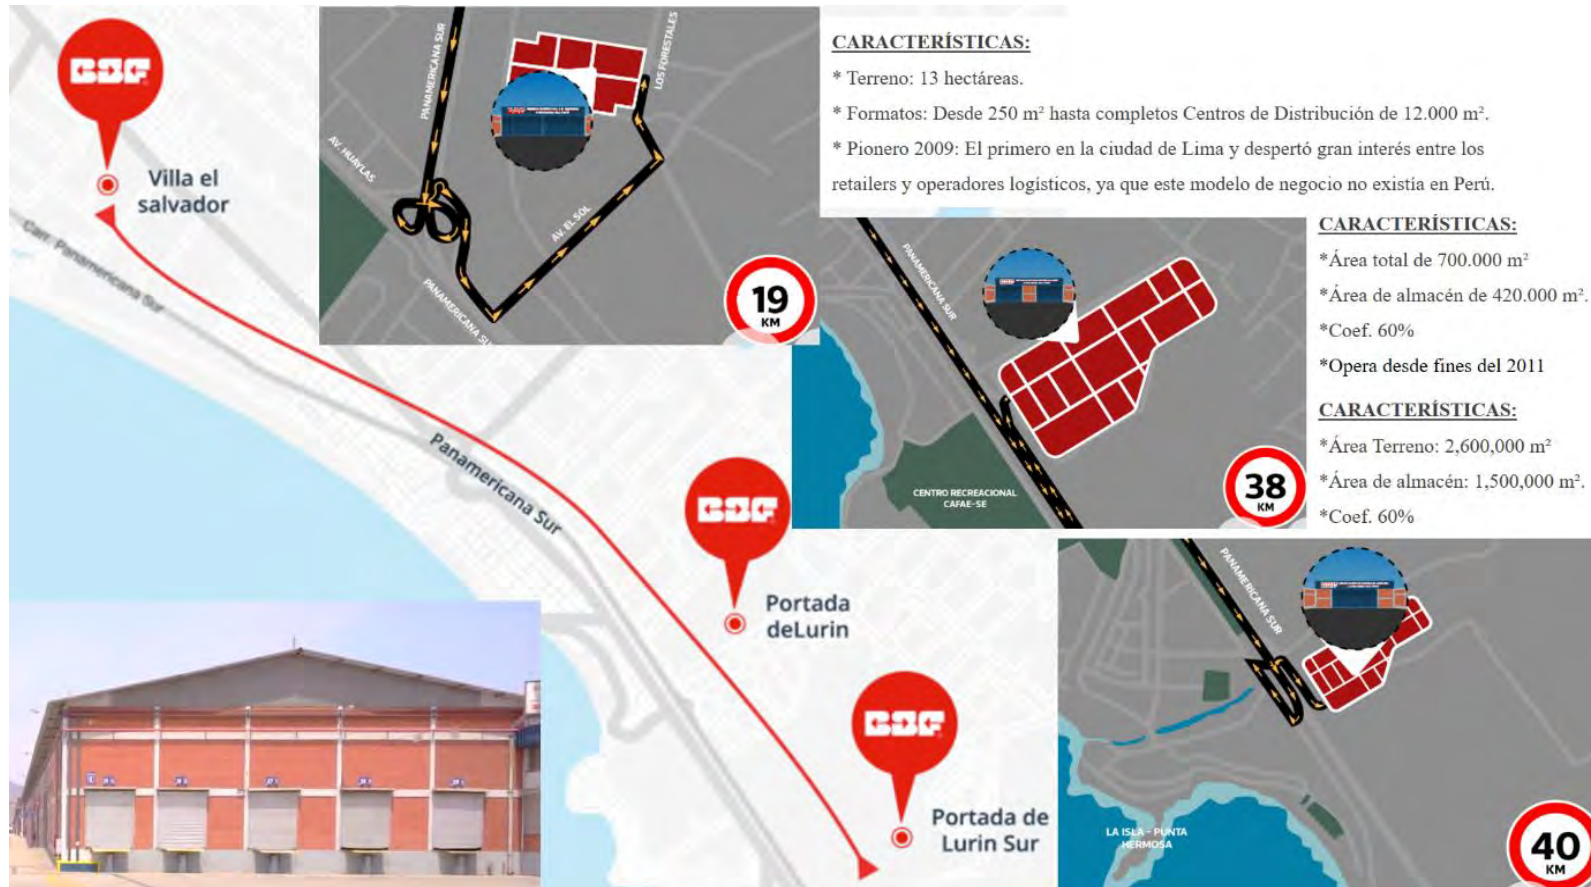 BSF
Villa el
salvador
Carr. Panamericana Sur
Panamericana Sur
BSF
Portada
deLurin
BSF
Portada de
Lurin Sur
PANAMERICANA SUR
LOS FORESTALES
AV. HUAYLAS
AV. EL SOL
PANAMERICANA SU
19
KM
CARACTERÍSTICAS:
* Terreno: 13 hectáreas.
* Formatos: Desde 250 m² hasta completos Centros de Distribución de 12.000 m².
* Pionero 2009: El primero en la ciudad de Lima y despertó gran interés entre los
retailers y operadores logísticos, ya que este modelo de negocio no existía en Perú.
PANAMERICANA SUR
CENTRO RECREACIONAL
CAFAE-SE
38
KM
CARACTERÍSTICAS:
*Área total de 700.000 m²
*Área de almacén de 420.000 m².
*Coef. 60%
*Opera desde fines del 2011
CARACTERÍSTICAS:
*Área Terreno: 2,600,000 m²
*Área de almacén: 1,500,000 m².
*Coef. 60%
PANAMERICANA SUR
LA ISLA - PUNTA
HERMOSA
40
KM